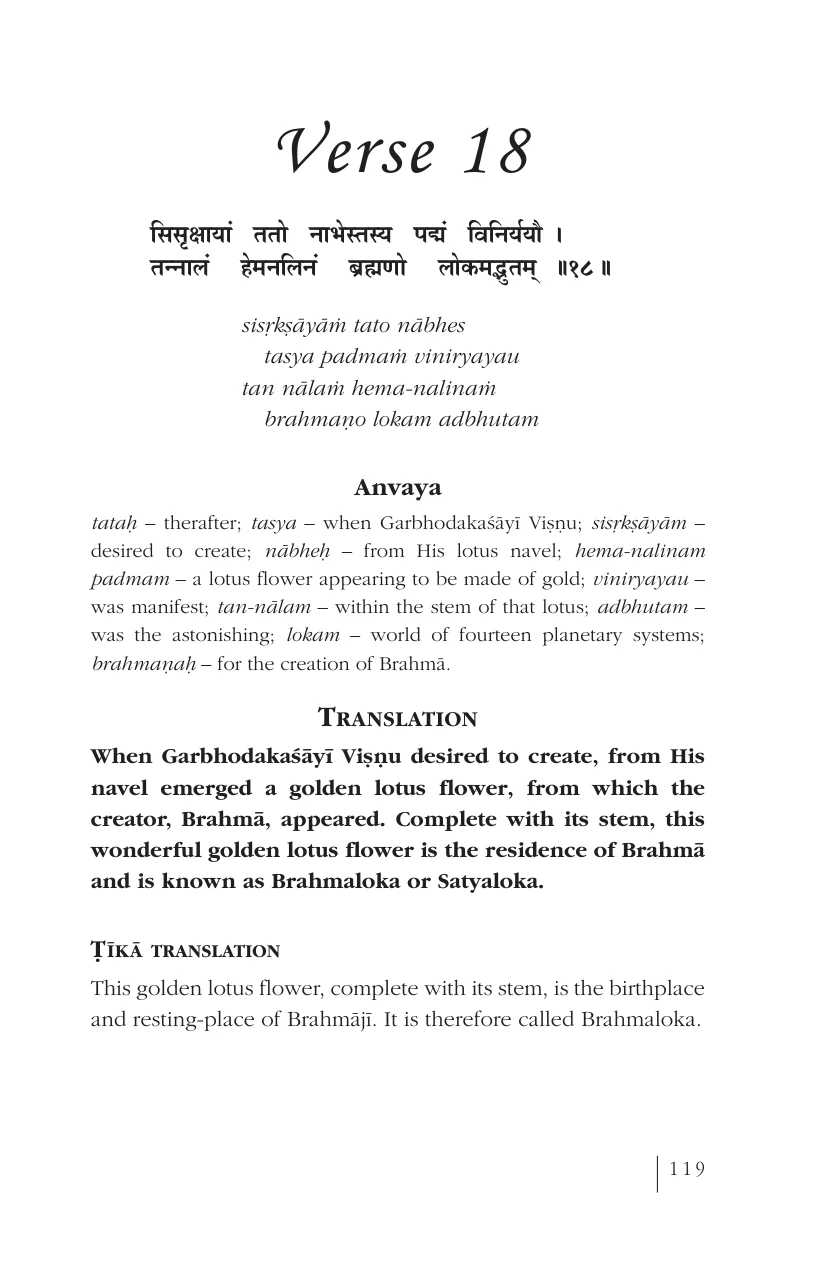 Verse 18
सिसृक्षायां ततो नाभेस्तस्य पद्मं विनिर्ययौ ।
तन्नालं हेमनलिनं ब्रह्मणो लोकमद्भुतम् ॥१८॥
sisṛkṣāyāṁ tato nābhes
tasya padmaṁ viniryayau
tan nālaṁ hema-nalinaṁ
brahmaṇo lokam adbhutam
Anvaya
tataḥ – therafter; tasya – when Garbhodakaśāyī Viṣṇu; sisṛkṣāyām –
desired to create; nābheḥ – from His lotus navel; hema-nalinam
padmam – a lotus flower appearing to be made of gold; viniryayau –
was manifest; tan-nālam – within the stem of that lotus; adbhutam –
was the astonishing; lokam – world of fourteen planetary systems;
brahmaṇaḥ – for the creation of Brahmā.
TRANSLATION
When Garbhodakaśāyī Viṣṇu desired to create, from His
navel emerged a golden lotus flower, from which the
creator, Brahmā, appeared. Complete with its stem, this
wonderful golden lotus flower is the residence of Brahmā
and is known as Brahmaloka or Satyaloka.
ṬĪKĀ TRANSLATION
This golden lotus flower, complete with its stem, is the birthplace
and resting-place of Brahmājī. It is therefore called Brahmaloka.
119